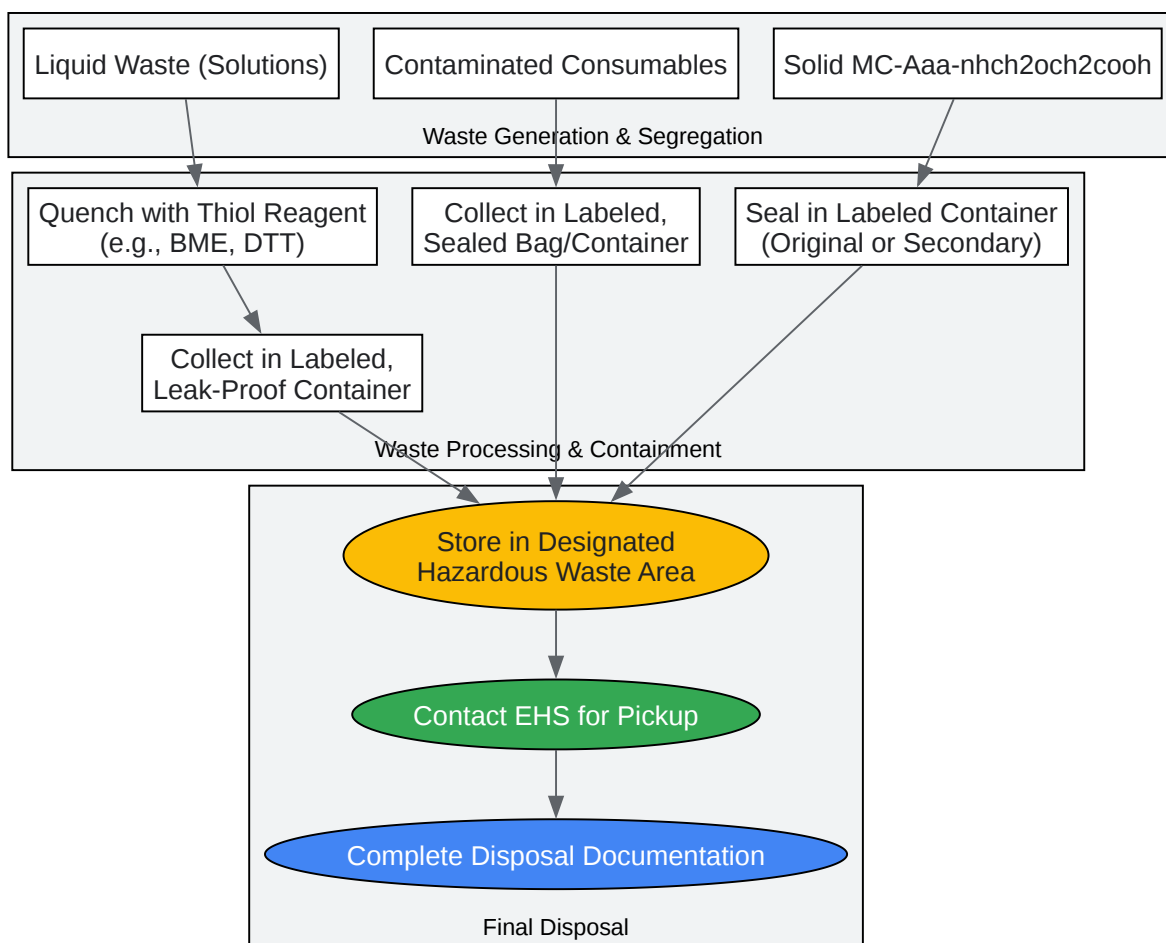 Liquid Waste (Solutions)
Contaminated Consumables
Solid MC-Aaa-nhch2och2cooh
Waste Generation & Segregation
Quench with Thiol Reagent
(e.g., BME, DTT)
Collect in Labeled,
Sealed Bag/Container
Seal in Labeled Container
(Original or Secondary)
Collect in Labeled,
Leak-Proof Container
Waste Processing & Containment
Store in Designated
Hazardous Waste Area
Contact EHS for Pickup
Complete Disposal Documentation
Final Disposal